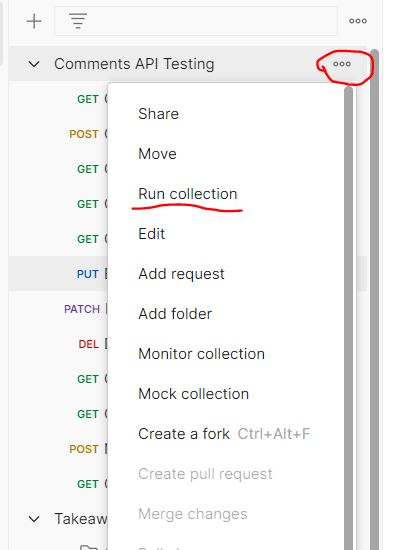 Comments API Testing
GET
Share
POST
Move
GET
Run collection
GET
Edit
GET
Add request
PUT
Add folder
PATCH
Monitor collection
DEL
Mock collection
GET
Create a fork Ctrl+Alt+F
GET
Create pull request
POST
Merge changes
GET
Takeaw